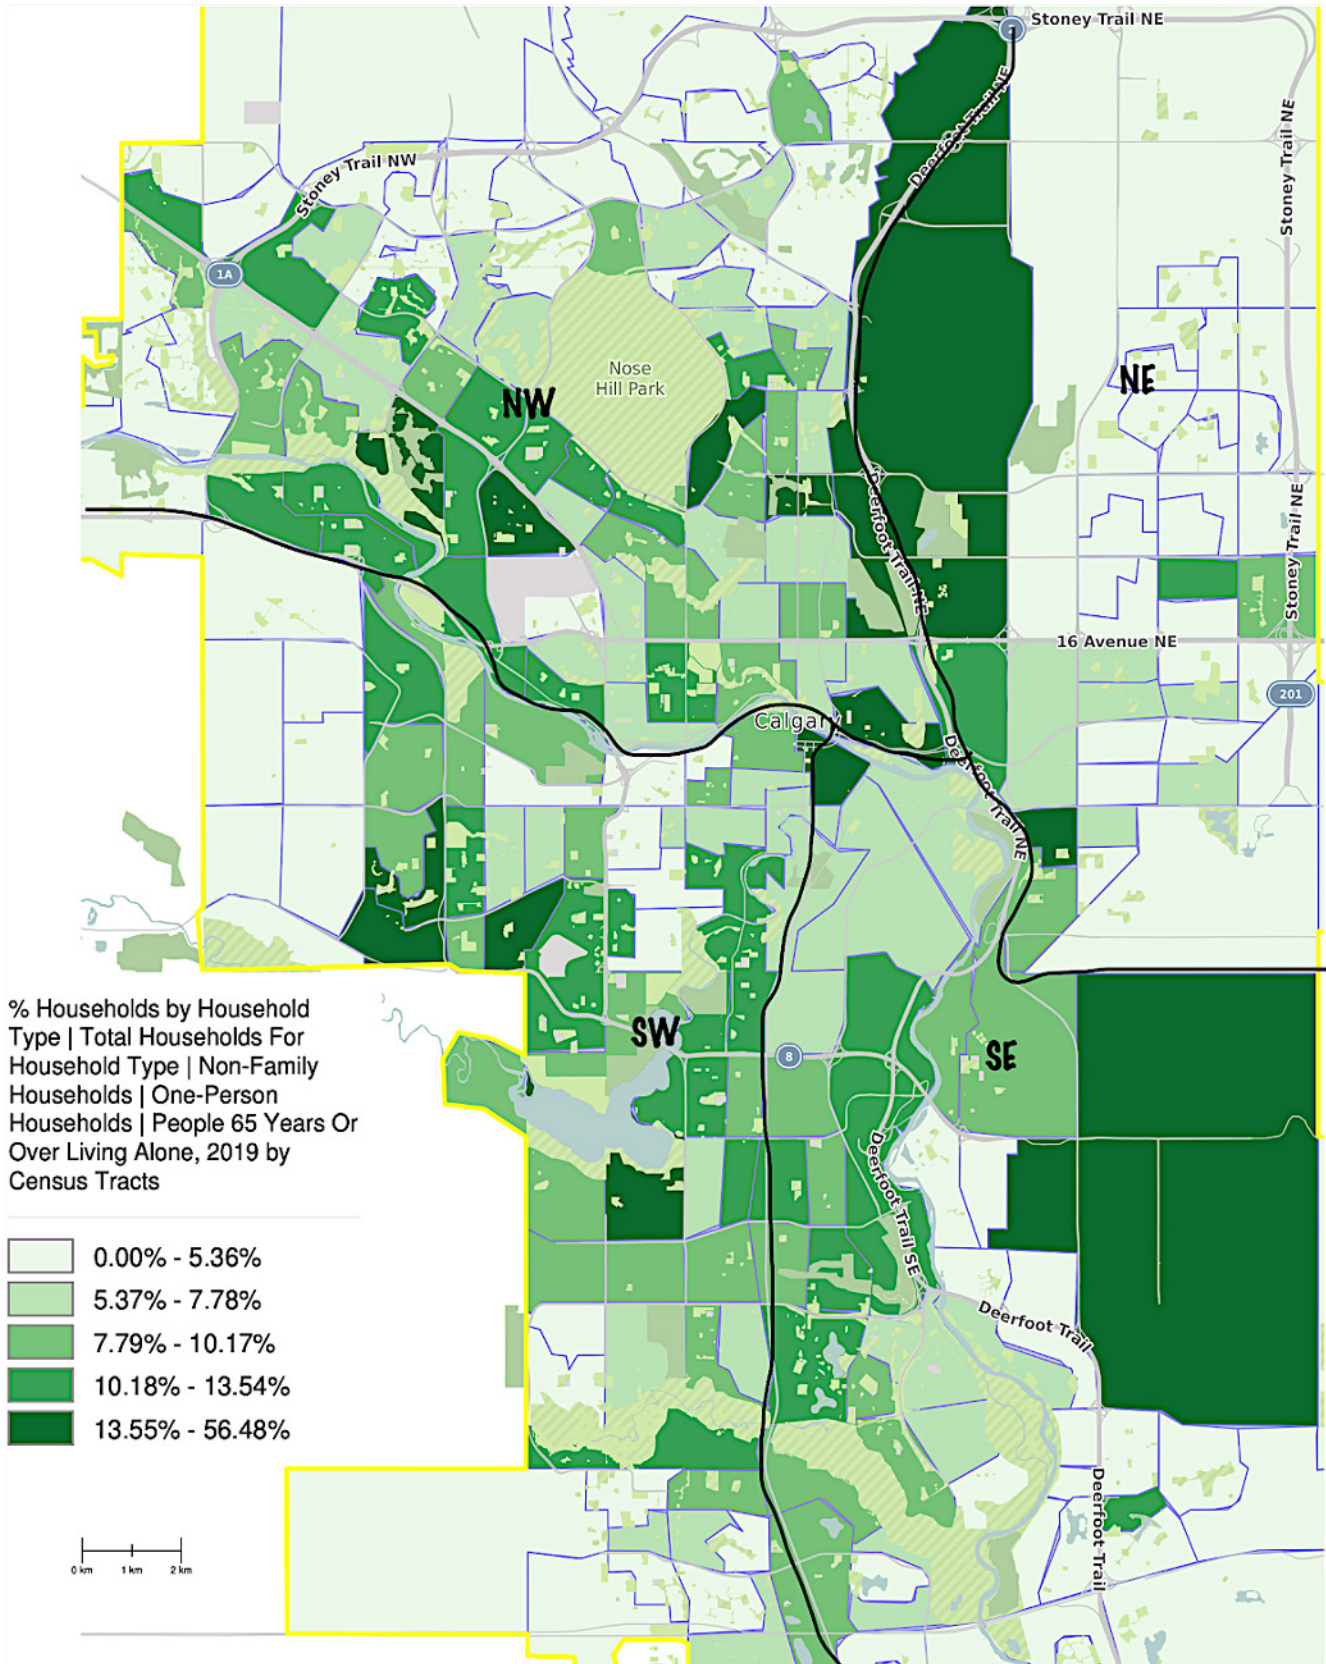 Stoney Trail NE
2
Deerfoot Trail NE
Stoney Trail NE
Stoney Trail NW
1A
Nose
Hill Park
NW
NE
Deerfoot Trail NE
Stoney Trail NE
16 Avenue NE
201
Calgary
Deerfoot Trail NE
% Households by Household
Type | Total Households For
Household Type | Non-Family
Households | One-Person
Households | People 65 Years Or
Over Living Alone, 2019 by
Census Tracts
SW
8
SE
Deerfoot Trail SE
Deerfoot Trail
0.00% - 5.36%
5.37% - 7.78%
7.79% - 10.17%
10.18% - 13.54%
13.55% - 56.48%
Deerfoot Trail
0 km 1 km 2 km